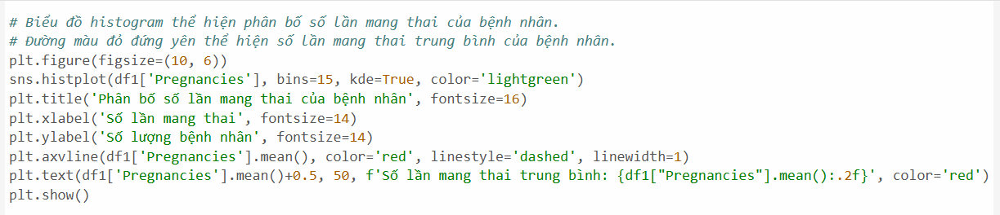 # Biểu đồ histogram thể hiện phân bố số lần mang thai của bệnh nhân.
# Đường màu đỏ đứng yên thể hiện số lần mang thai trung bình của bệnh nhân.
plt.figure(figsize=(10, 6))
sns.histplot(df1['Pregnancies'], bins=15, kde=True, color='lightgreen')
plt.title('Phân bố số lần mang thai của bệnh nhân', fontsize=16)
plt.xlabel('Số lần mang thai', fontsize=14)
plt.ylabel('Số lượng bệnh nhân', fontsize=14)
plt.axvline(df1['Pregnancies'].mean(), color='red', linestyle='dashed', linewidth=1)
plt.text(df1['Pregnancies'].mean()+0.5, 50, f'Số lần mang thai trung bình: {df1["Pregnancies"].mean():.2f}', color='red')
plt.show()